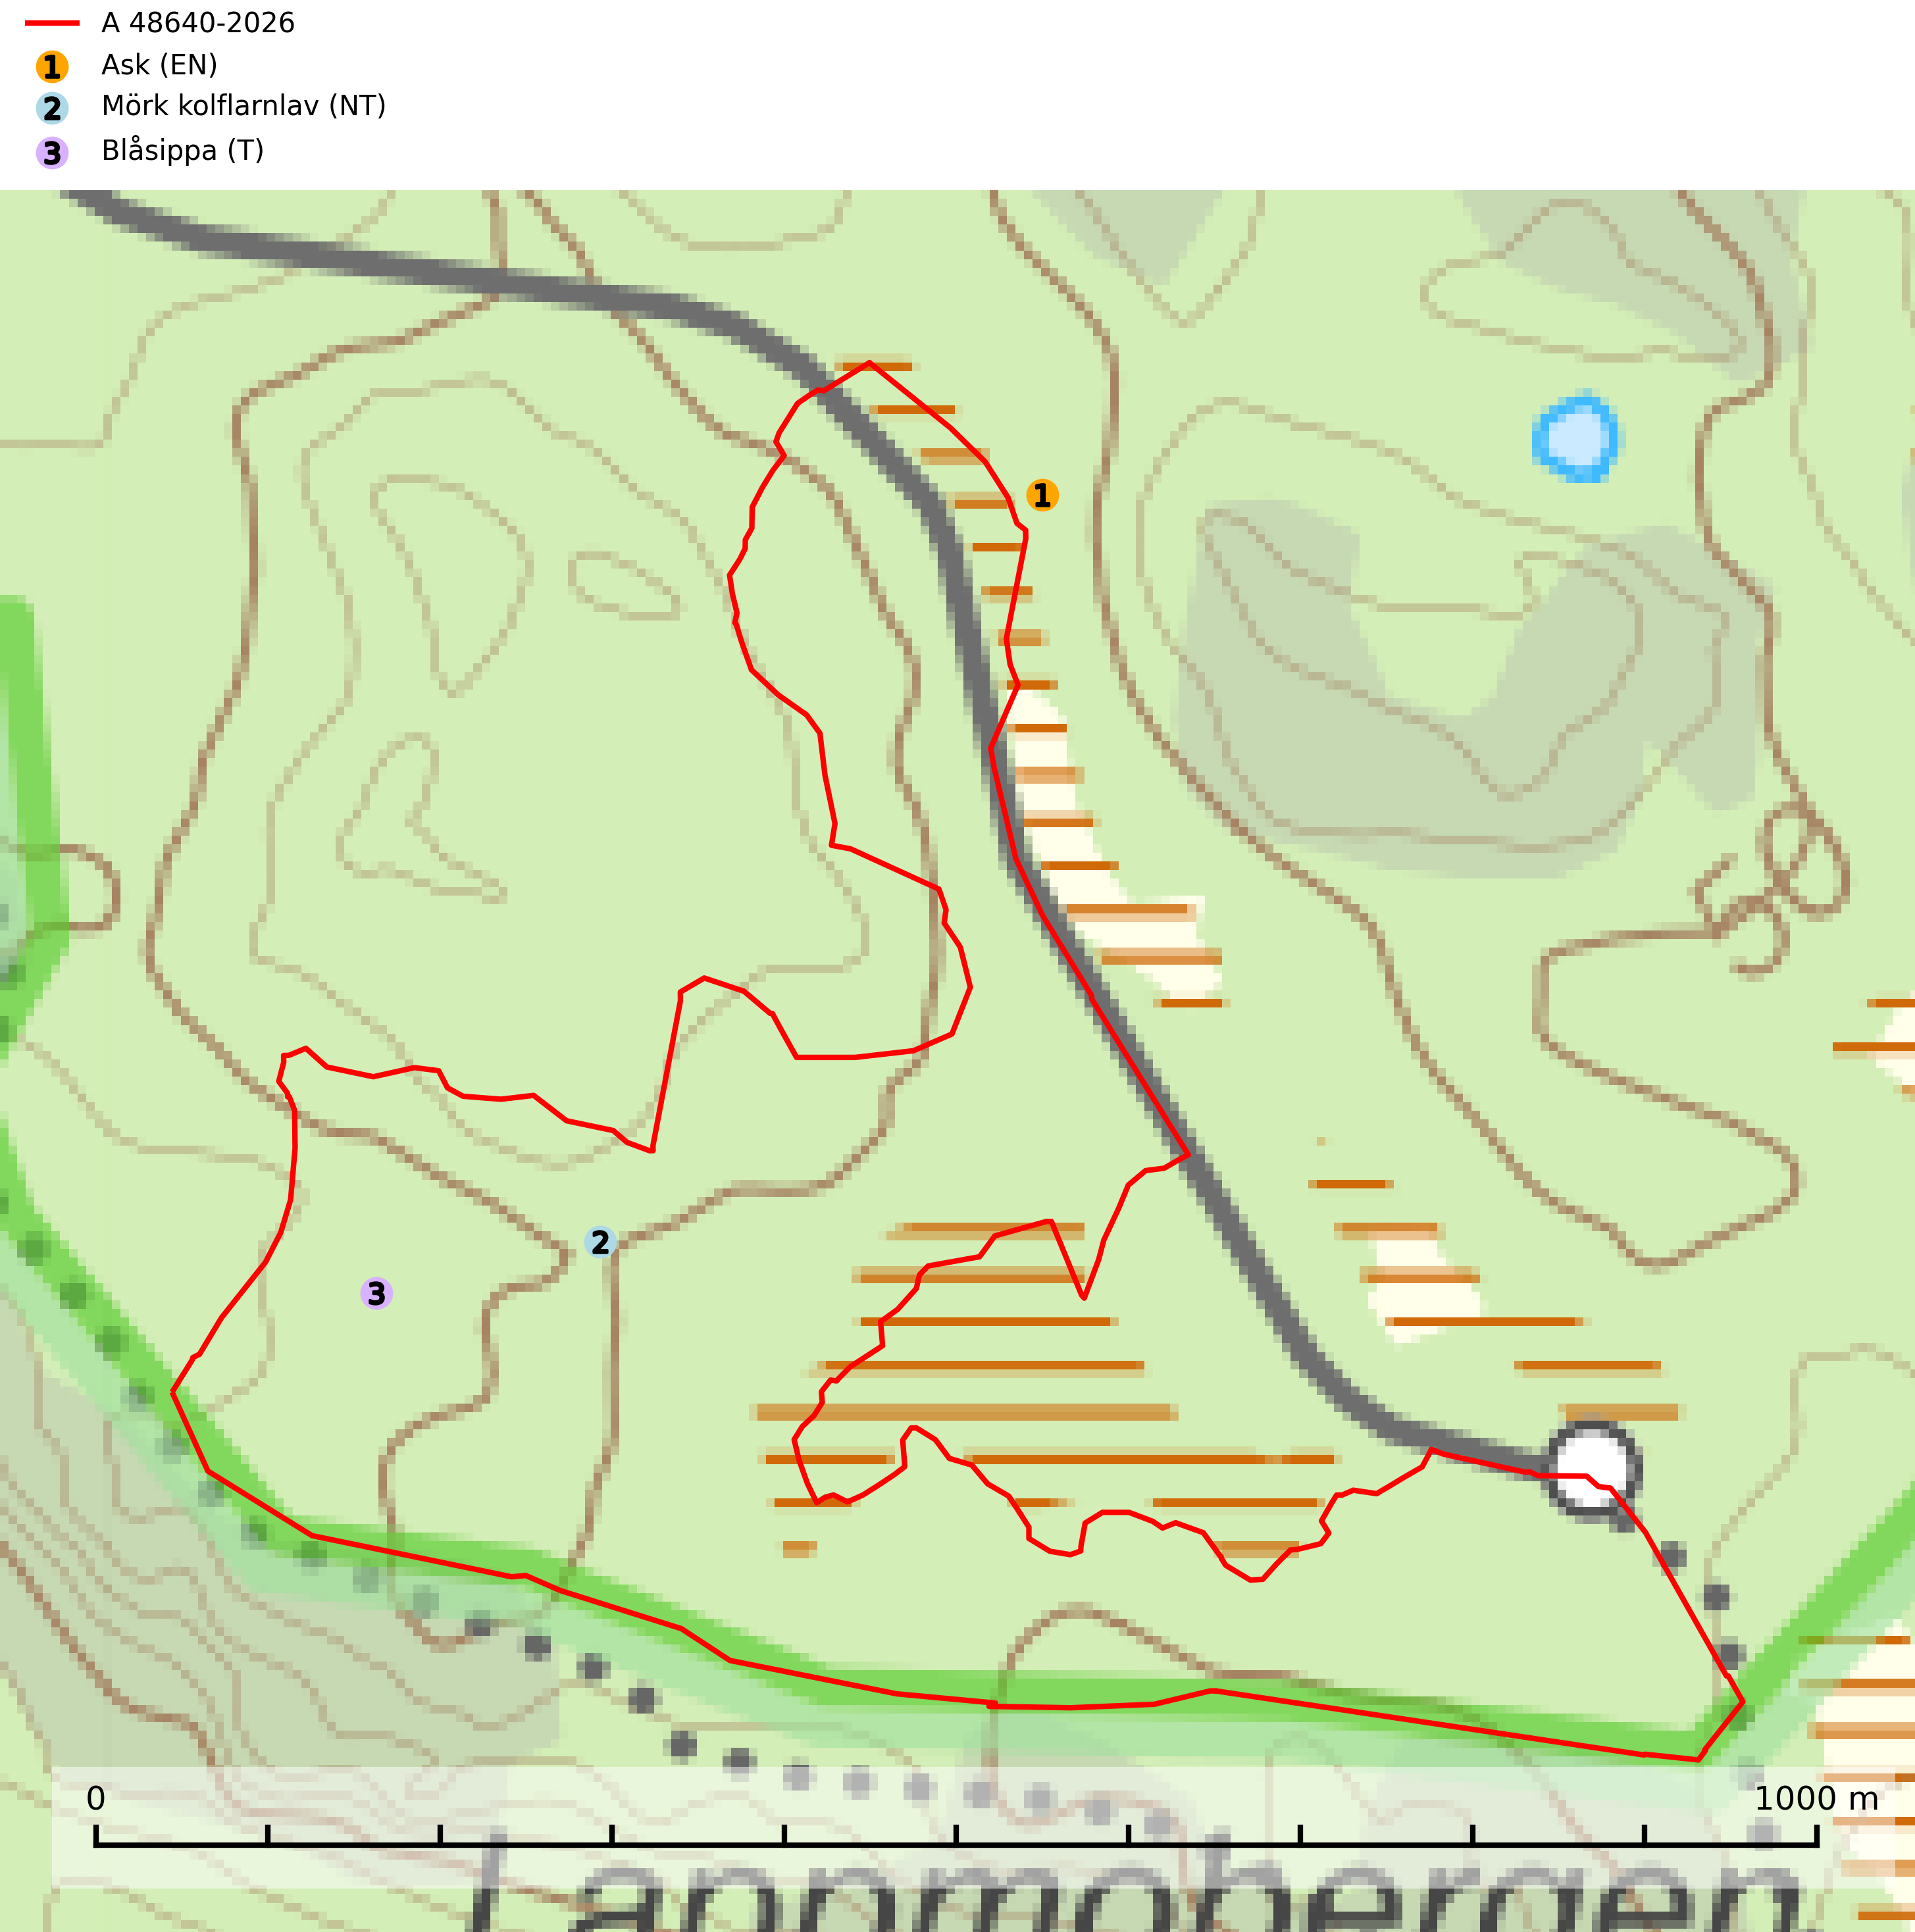 A 48640-2026
1 Ask (EN)
2 Mörk kolflarnlav (NT)
3 Blåsippa (T)
1
2
3
0 1000 m